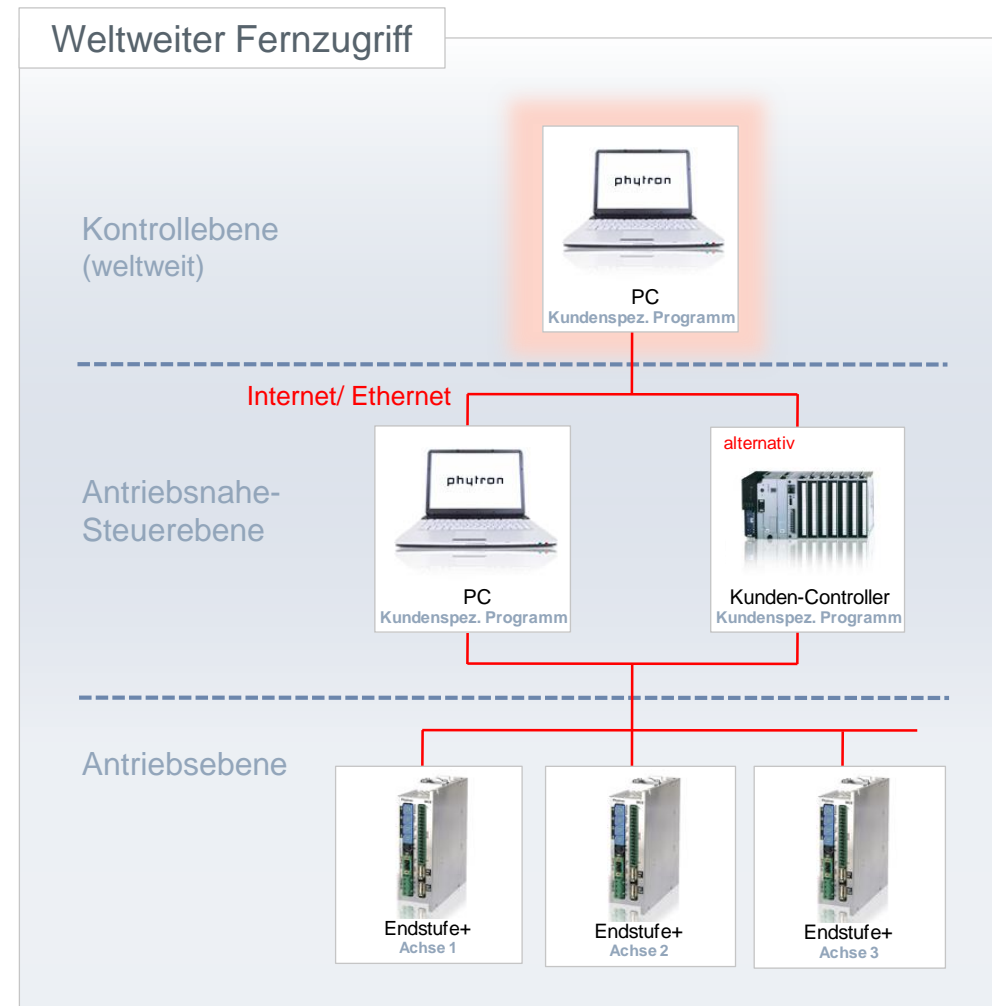 Weltweiter Fernzugriff
phytron
Kontrollebene
(weltweit)
PC
Kundenspez. Programm
Internet/ Ethernet
alternativ
phytron
Antriebsnahe-
Steuerebene
PC
Kundenspez. Programm
Kunden-Controller
Kundenspez. Programm
Antriebsebene
Endstufe+
Achse 1
Endstufe+
Achse 2
Endstufe+
Achse 3